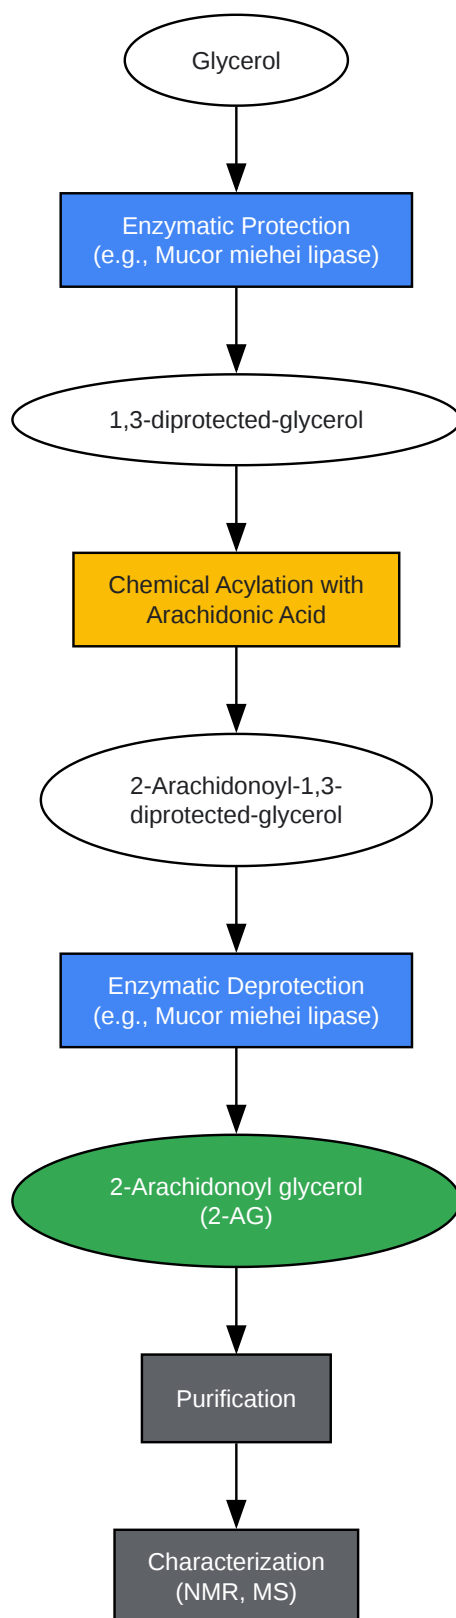 Glycerol
Enzymatic Protection
(e.g., Mucor miehei lipase)
1,3-diprotected-glycerol
Chemical Acylation with
Arachidonic Acid
2-Arachidonoyl-1,3-
diprotected-glycerol
Enzymatic Deprotection
(e.g., Mucor miehei lipase)
2-Arachidonoyl glycerol
(2-AG)
Purification
Characterization
(NMR, MS)